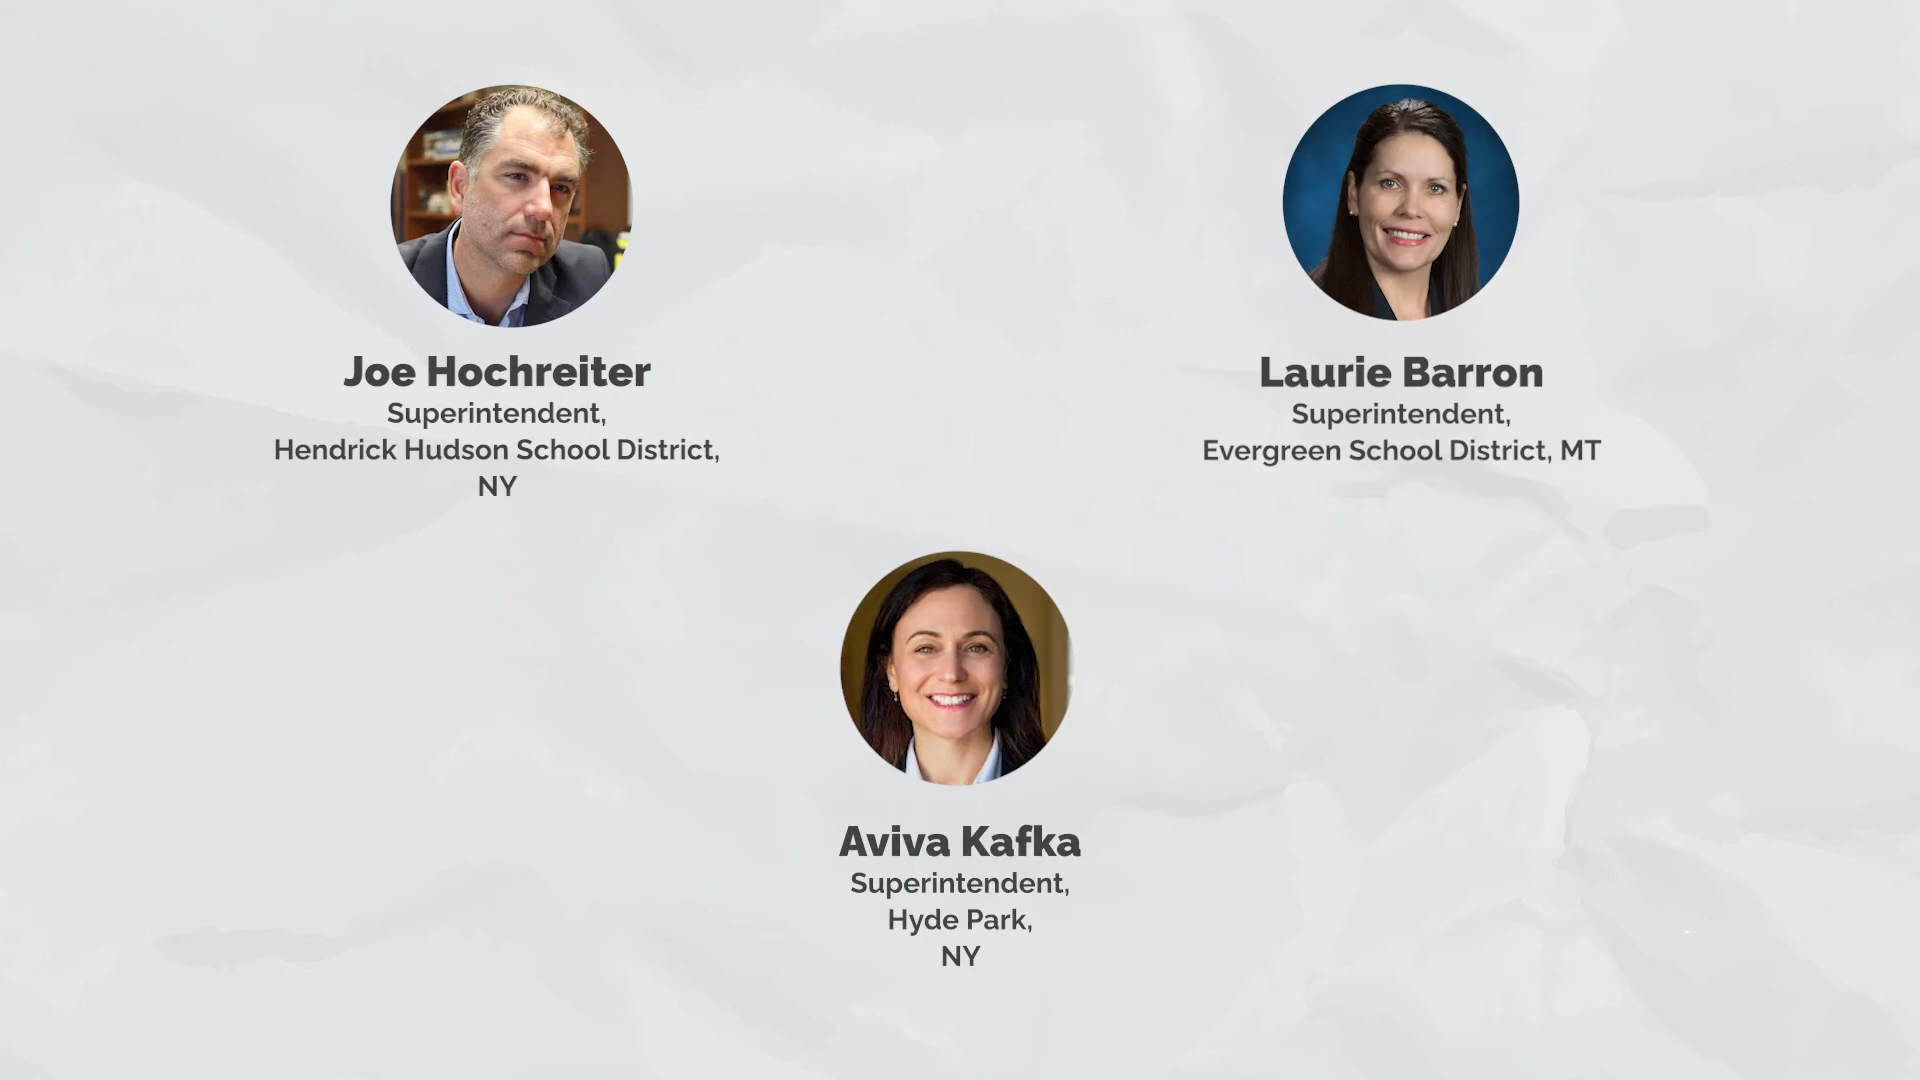 Joe Hochreiter
Superintendent,
Hendrick Hudson School District,
NY
Laurie Barron
Superintendent,
Evergreen School District, MT
Aviva Kafka
Superintendent,
Hyde Park,
NY